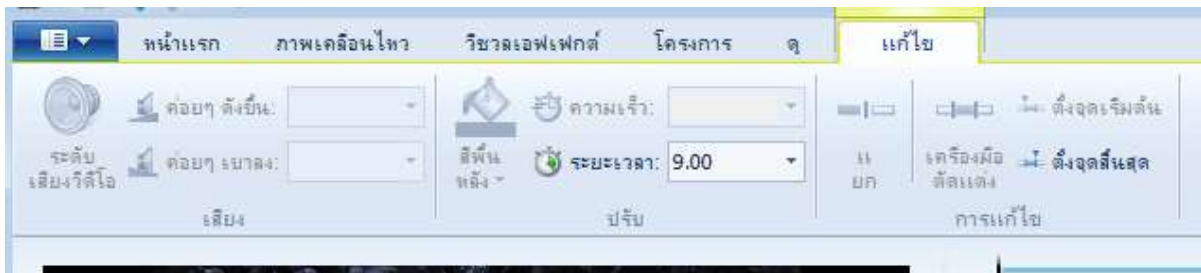 หน้าแรก ภาพเคลื่อนไหว วิชวลเอฟเฟกต์ โครงการ ดู แก้ไข
ค่อยๆ ดังขึ้น: ความเร็ว: ตั้งจุดเริ่มต้น
ระดับ
เสียงวิดีโอ
ค่อยๆ เบาลง:
สีพื้น
หลัง
ระยะเวลา: 9.00
แ
ยก
เครื่องมือ
ตัดแต่ง
ตั้งจุดสิ้นสุด
เสียง ปรับ การแก้ไข